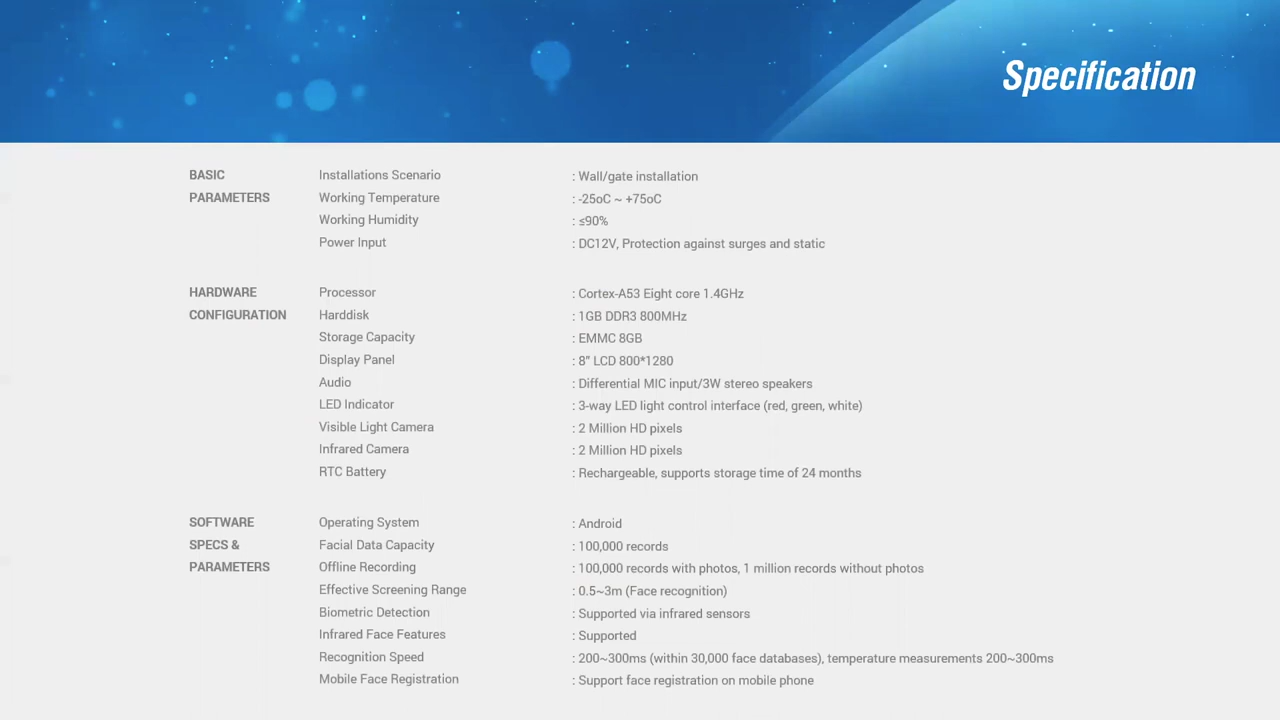 Specification
BASIC Installations Scenario : Wall/gate installation
PARAMETERS Working Temperature : -25oC ~ +75oC
Working Humidity : ≤90%
Power Input : DC12V, Protection against surges and static
HARDWARE Processor : Cortex-A53 Eight core 1.4GHz
CONFIGURATION Harddisk : 1GB DDR3 800MHz
Storage Capacity : EMMC 8GB
Display Panel : 8" LCD 800*1280
Audio : Differential MIC input/3W stereo speakers
LED Indicator : 3-way LED light control interface (red, green, white)
Visible Light Camera : 2 Million HD pixels
Infrared Camera : 2 Million HD pixels
RTC Battery : Rechargeable, supports storage time of 24 months
SOFTWARE Operating System : Android
SPECS & Facial Data Capacity : 100,000 records
PARAMETERS Offline Recording : 100,000 records with photos, 1 million records without photos
Effective Screening Range : 0.5~3m (Face recognition)
Biometric Detection : Supported via infrared sensors
Infrared Face Features : Supported
Recognition Speed : 200~300ms (within 30,000 face databases), temperature measurements 200~300ms
Mobile Face Registration : Support face registration on mobile phone